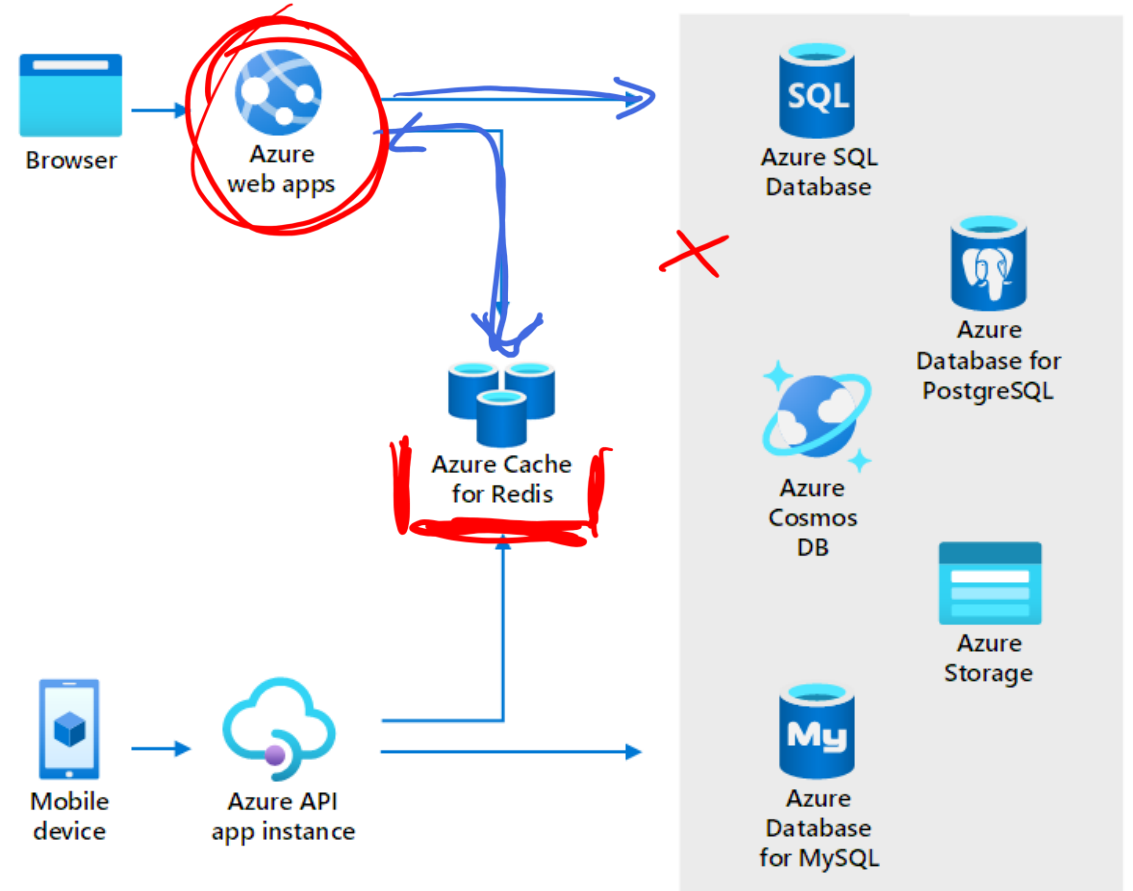 SQL
Azure SQL
Database
Browser
Azure
web apps
Azure
Database for
PostgreSQL
Azure Cache
for Redis
Azure
Cosmos
DB
Azure
Storage
My
Mobile
device
Azure API
app instance
Azure
Database
for MySQL